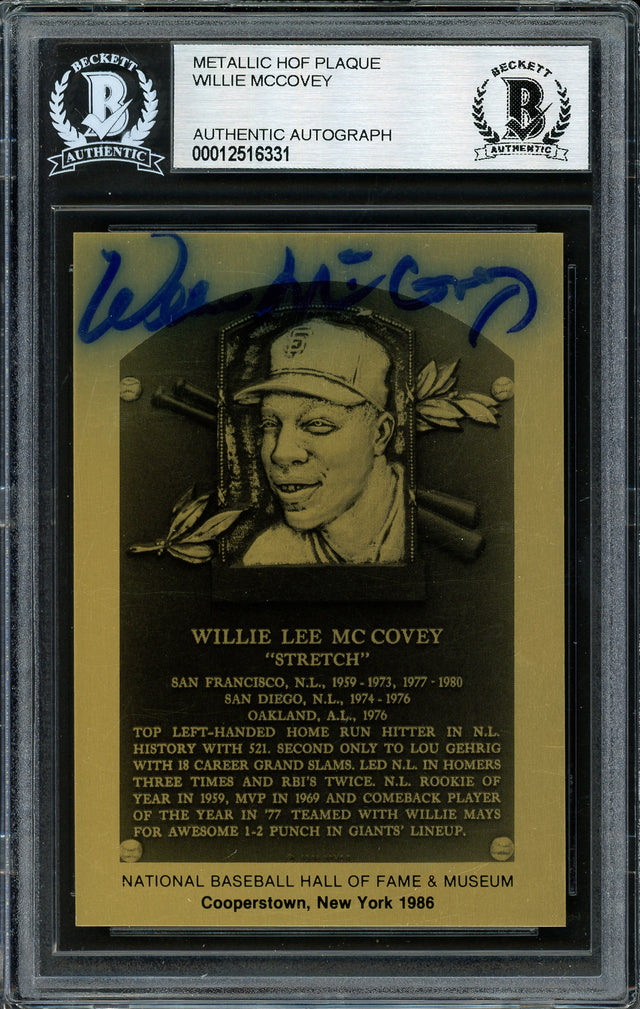 BECKETT
B
AUTHENTIC
METALLIC HOF PLAQUE
WILLIE MCCOVEY
AUTHENTIC AUTOGRAPH
00012516331
BECKETT
B
AUTHENTIC
Willie McCovey
SF
WILLIE LEE MC COVEY
"STRETCH"
SAN FRANCISCO, N.L., 1959-1973, 1977-1980
SAN DIEGO, N.L., 1974-1976
OAKLAND, A.L., 1976
TOP LEFT-HANDED HOME RUN HITTER IN N.L.
HISTORY WITH 521. SECOND ONLY TO LOU GEHRIG
WITH 18 CAREER GRAND SLAMS. LED N.L. IN HOMERS
THREE TIMES AND RBI'S TWICE. N.L. ROOKIE OF
YEAR IN 1959, MVP IN 1969 AND COMEBACK PLAYER
OF THE YEAR IN '77 TEAMED WITH WILLIE MAYS
FOR AWESOME 1-2 PUNCH IN GIANTS' LINEUP.
NATIONAL BASEBALL HALL OF FAME & MUSEUM
Cooperstown, New York 1986